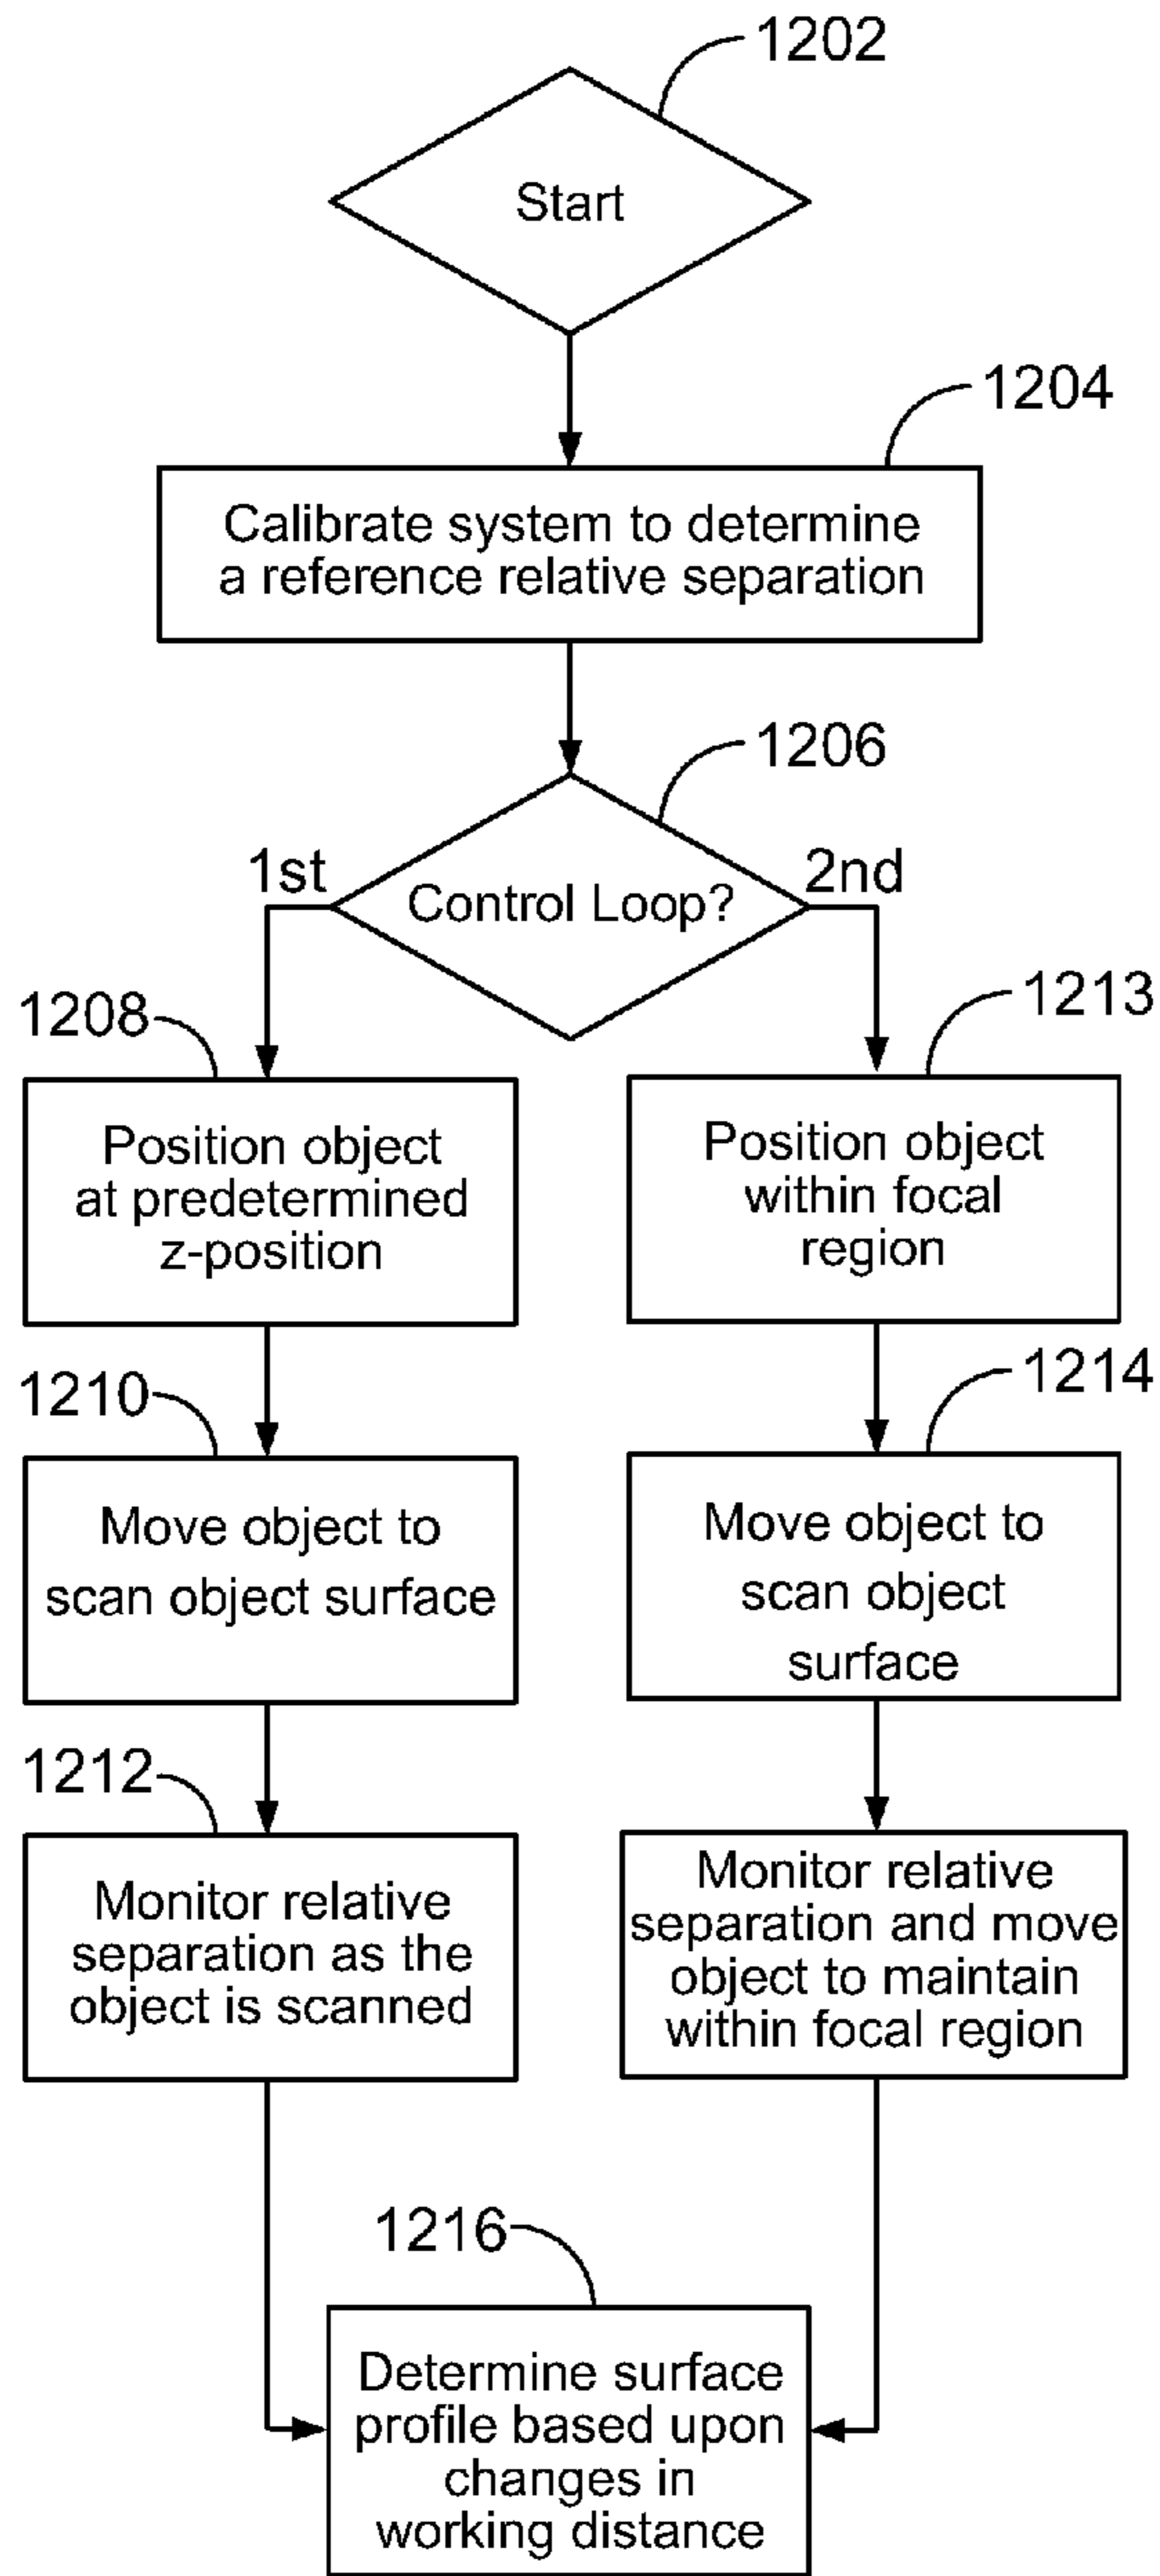 1202
Start
1204
Calibrate system to determine
a reference relative separation
1206
1st
Control Loop?
2nd
1208
Position object
at predetermined
z-position
1213
Position object
within focal
region
1210
Move object to
scan object surface
1214
Move object to
scan object
surface
1212
Monitor relative
separation as the
object is scanned
Monitor relative
separation and move
object to maintain
within focal region
1216
Determine surface
profile based upon
changes in
working distance